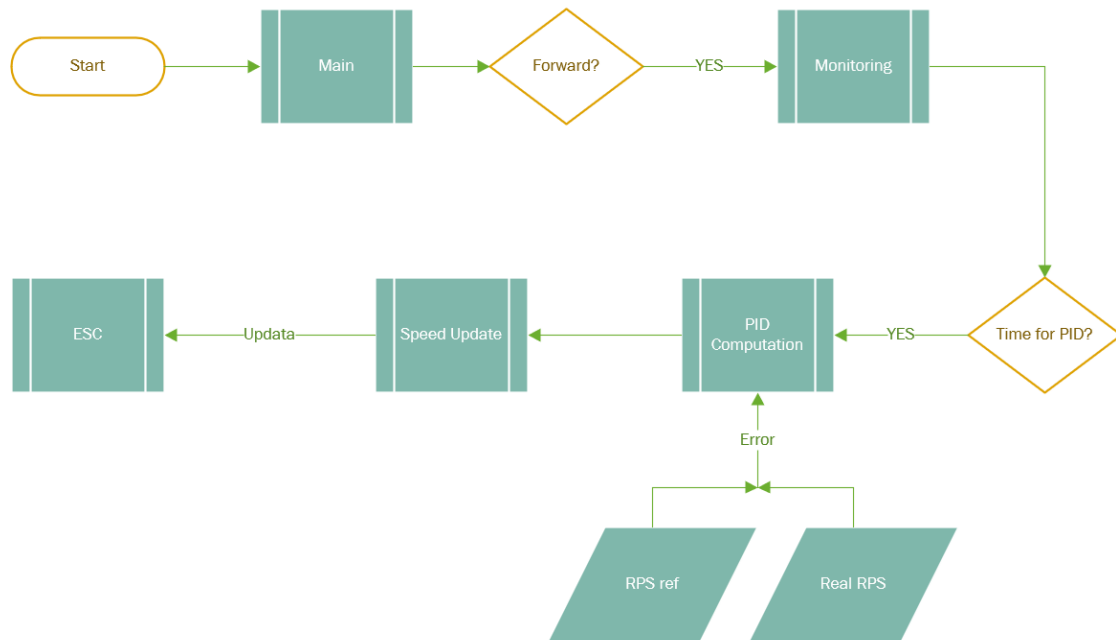 Start
Main
Forward?
YES
Monitoring
ESC
Updata
Speed Update
PID
Computation
YES
Time for PID?
Error
RPS ref
Real RPS